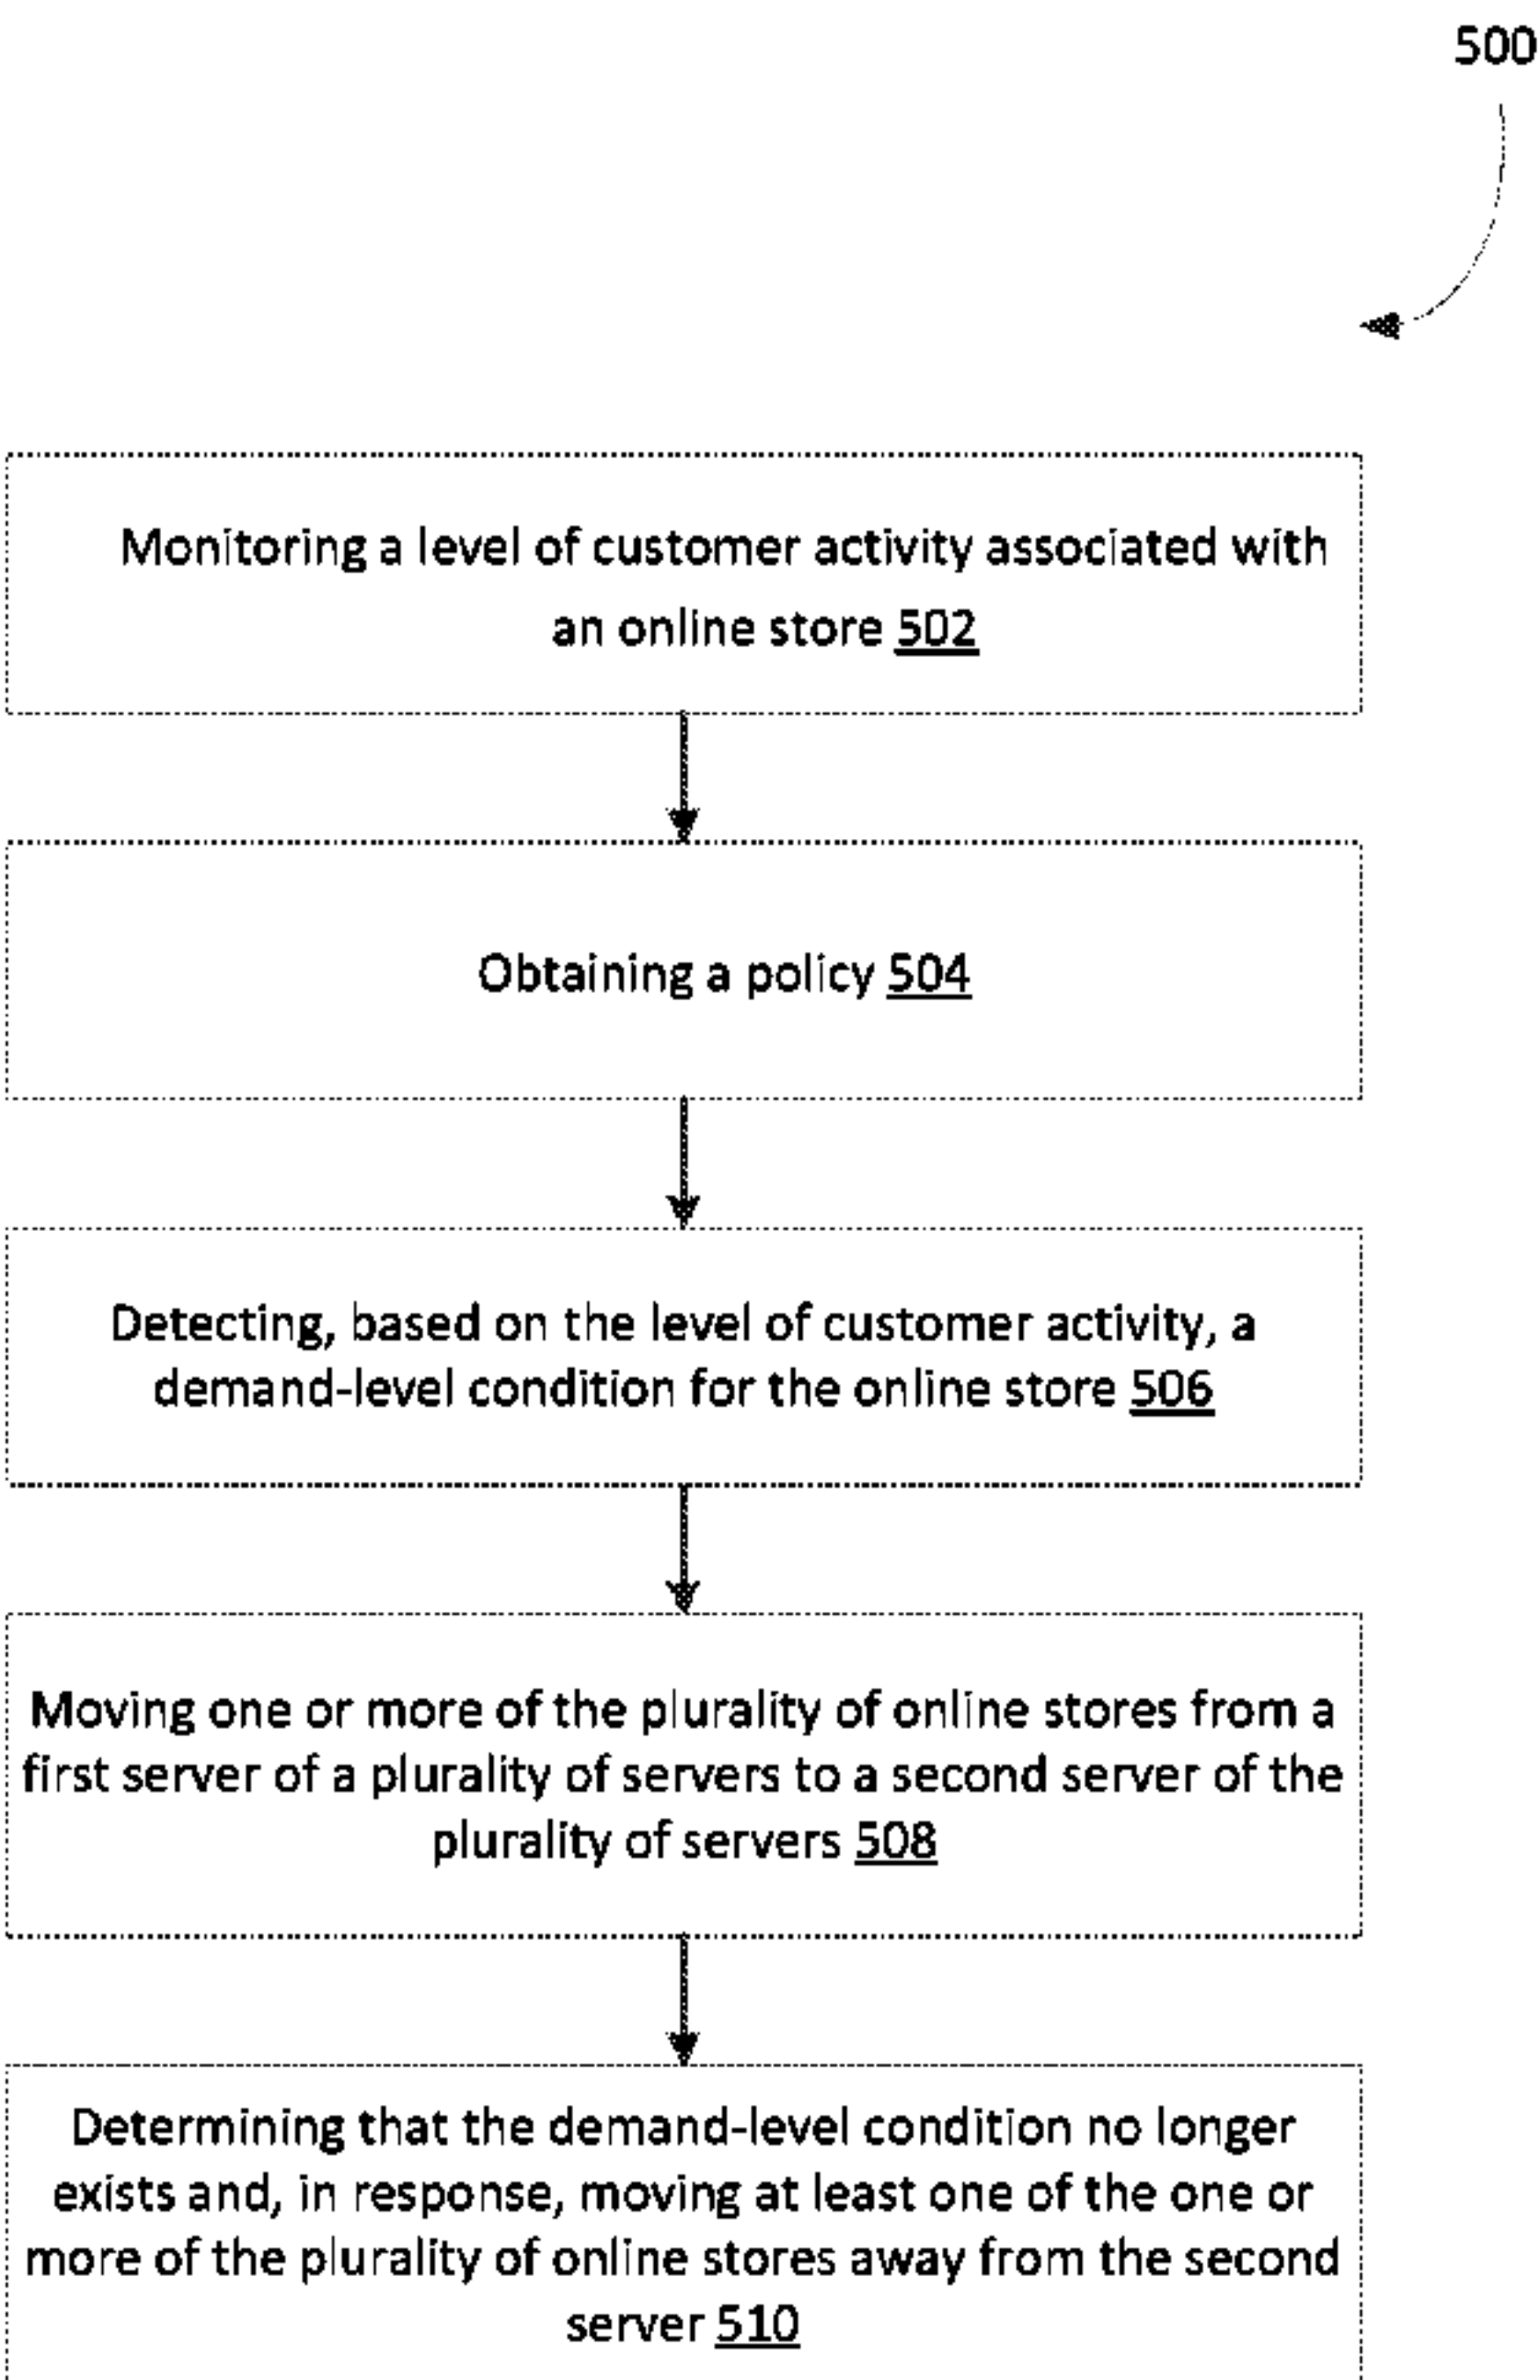 500
Monitoring a level of customer activity associated with
an online store 502
Obtaining a policy 504
Detecting, based on the level of customer activity, a
demand-level condition for the online store 506
Moving one or more of the plurality of online stores from a
first server of a plurality of servers to a second server of the
plurality of servers 508
Determining that the demand-level condition no longer
exists and, in response, moving at least one of the one or
more of the plurality of online stores away from the second
server 510